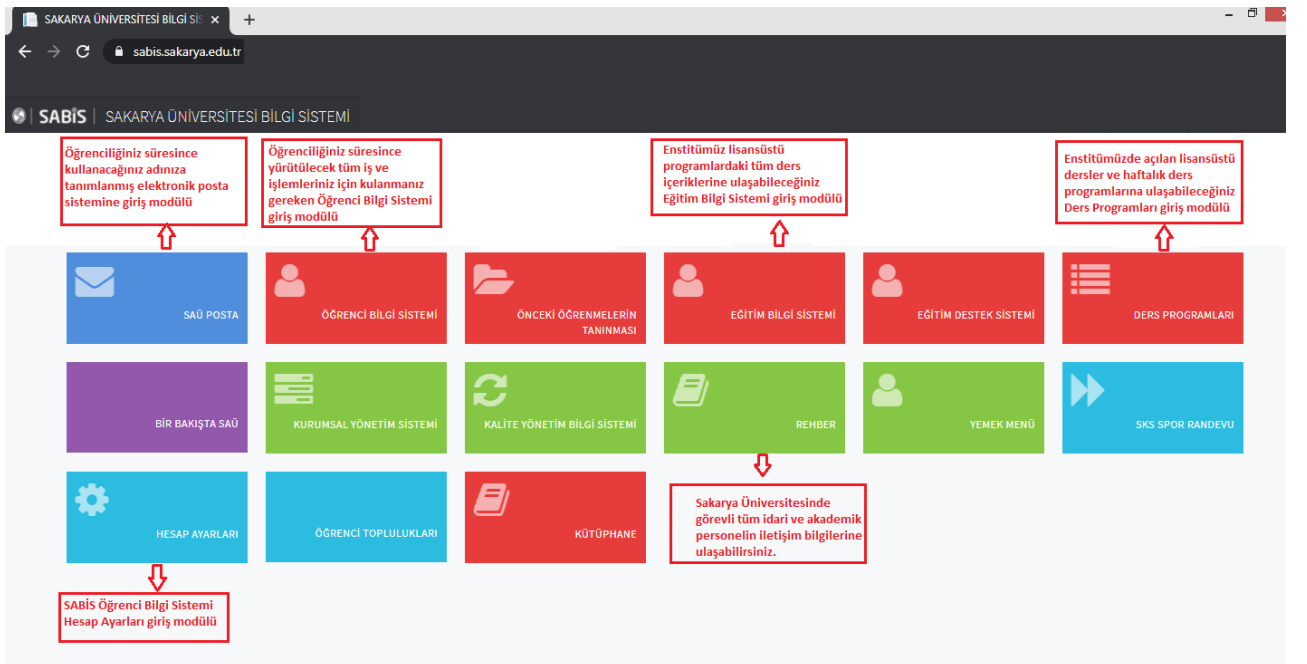 SAKARYA ÜNİVERSİTESİ BİLGİ SİS
sabis.sakarya.edu.tr
SABİS | SAKARYA ÜNİVERSİTESİ BİLGİ SİSTEMİ
Öğrenciliğiniz süresince
kullanacağınız adınıza
tanımlanmış elektronik posta
sistemine giriş modülü
Öğrenciliğiniz süresince
yürütülecek tüm iş ve
işlemleriniz için kulanmanız
gereken Öğrenci Bilgi Sistemi
giriş modülü
Enstitümüz lisansüstü
programlardaki tüm ders
içeriklerine ulaşabileceğiniz
Eğitim Bilgi Sistemi giriş modülü
Enstitümüzde açılan lisansüstü
dersler ve haftalık ders
programlarına ulaşabileceğiniz
Ders Programları giriş modülü
SAÜ POSTA
ÖĞRENCİ BİLGİ SİSTEMİ
ÖNCEKİ ÖĞRENMELERİN
TANINMASI
EĞİTİM BİLGİ SİSTEMİ
EĞİTİM DESTEK SİSTEMİ
DERS PROGRAMLARI
BİR BAKIŞTA SAÜ
KURUMSAL YÖNETİM SİSTEMİ
KALİTE YÖNETİM BİLGİ SİSTEMİ
REHBER
YEMEK MENÜ
SKS SPOR RANDEVU
HESAP AYARLARI
ÖĞRENCİ TOPLULUKLARI
KÜTÜPHANE
Sakarya Üniversitesinde
görevli tüm idari ve akademik
personelin iletişim bilgilerine
ulaşabilirsiniz.
SABİS Öğrenci Bilgi Sistemi
Hesap Ayarları giriş modülü